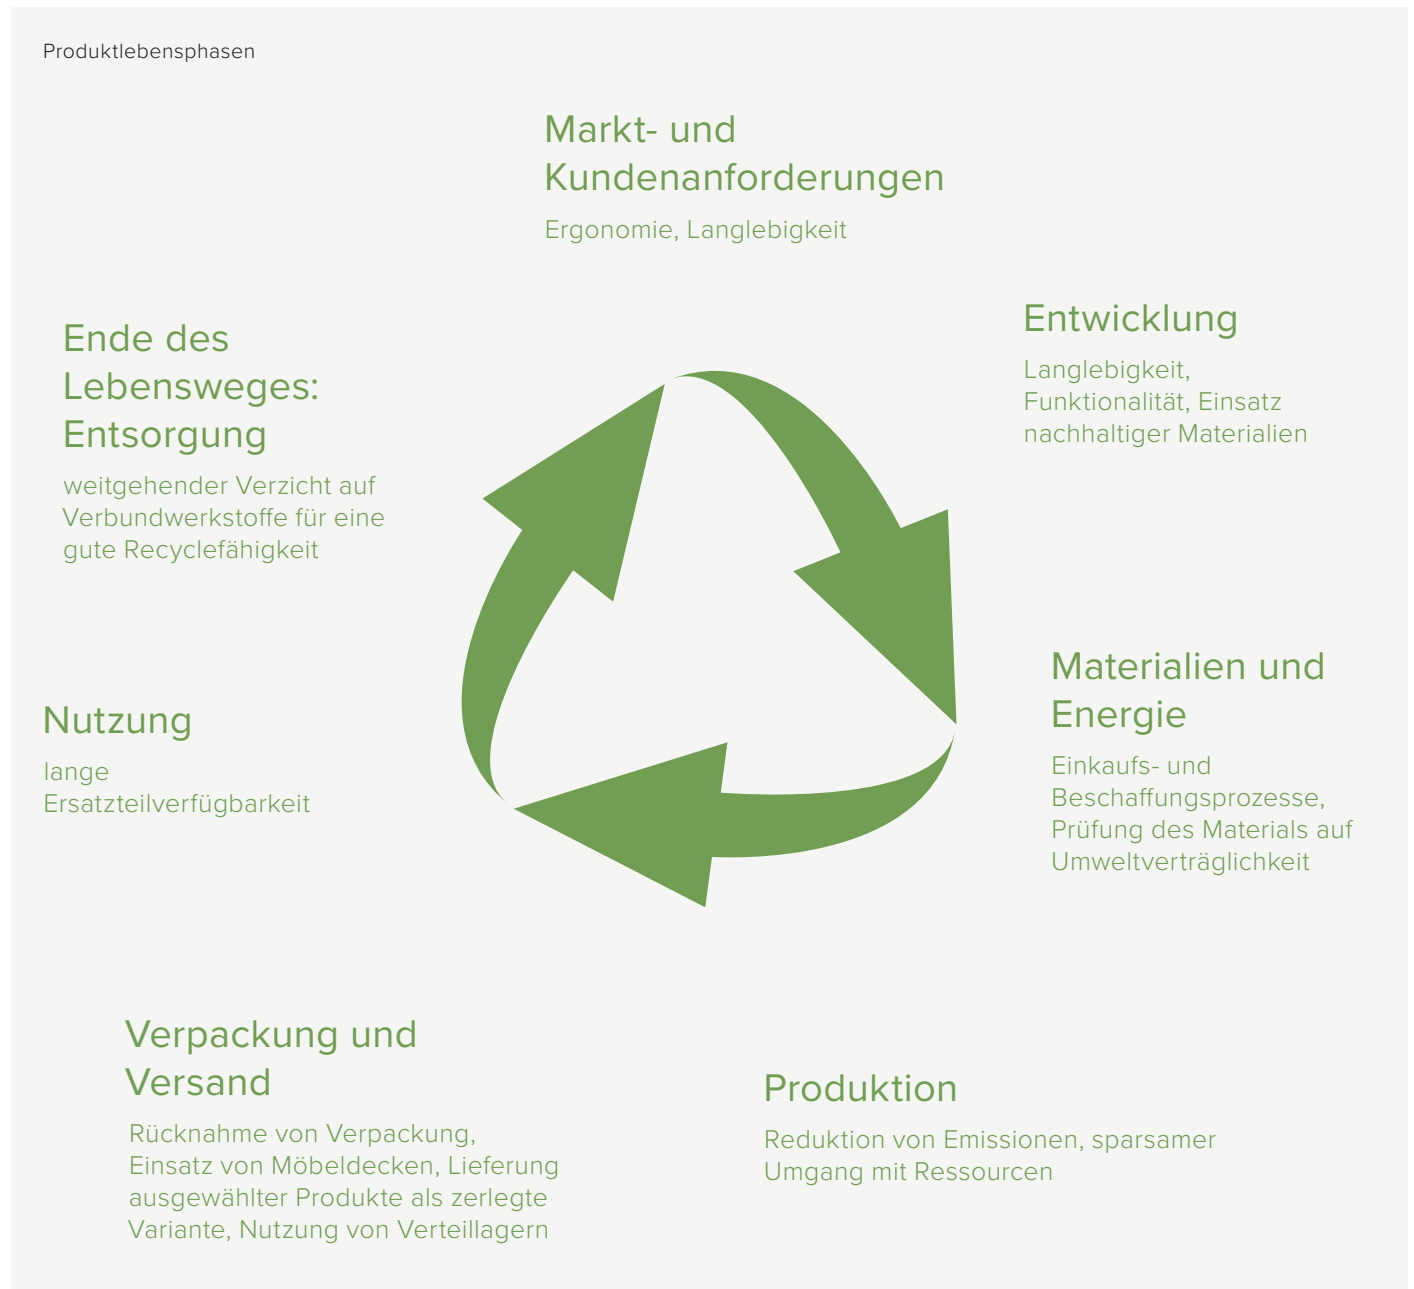 Produktlebensphasen
Markt- und
Kundenanforderungen
Ergonomie, Langlebigkeit
Entwicklung
Langlebigkeit,
Funktionalität, Einsatz
nachhaltiger Materialien
Materialien und
Energie
Einkaufs- und
Beschaffungsprozesse,
Prüfung des Materials auf
Umweltverträglichkeit
Produktion
Reduktion von Emissionen, sparsamer
Umgang mit Ressourcen
Verpackung und
Versand
Rücknahme von Verpackung,
Einsatz von Möbeldecken, Lieferung
ausgewählter Produkte als zerlegte
Variante, Nutzung von Verteillagern
Nutzung
lange
Ersatzteilverfügbarkeit
Ende des
Lebensweges:
Entsorgung
weitgehender Verzicht auf
Verbundwerkstoffe für eine
gute Recyclefähigkeit